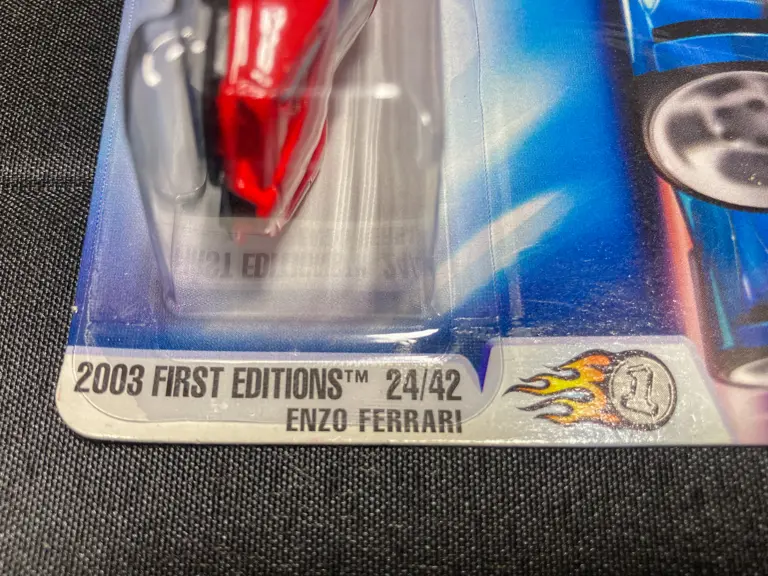 2003 FIRST EDITIONS™ 24/42
ENZO FERRARI
1